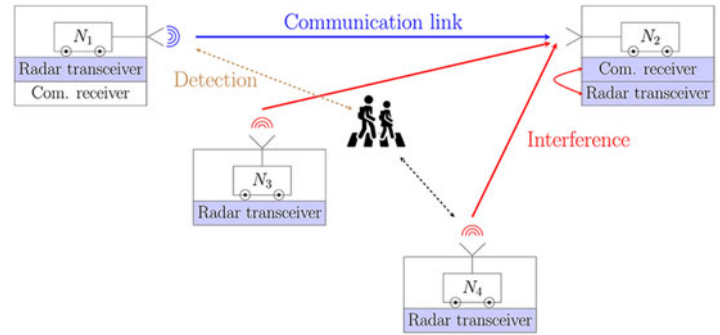 Communication link
N1
N2
Radar transceiver
Com. receiver
Com. receiver
Radar transceiver
Detection
Interference
N3
Radar transceiver
N4
Radar transceiver